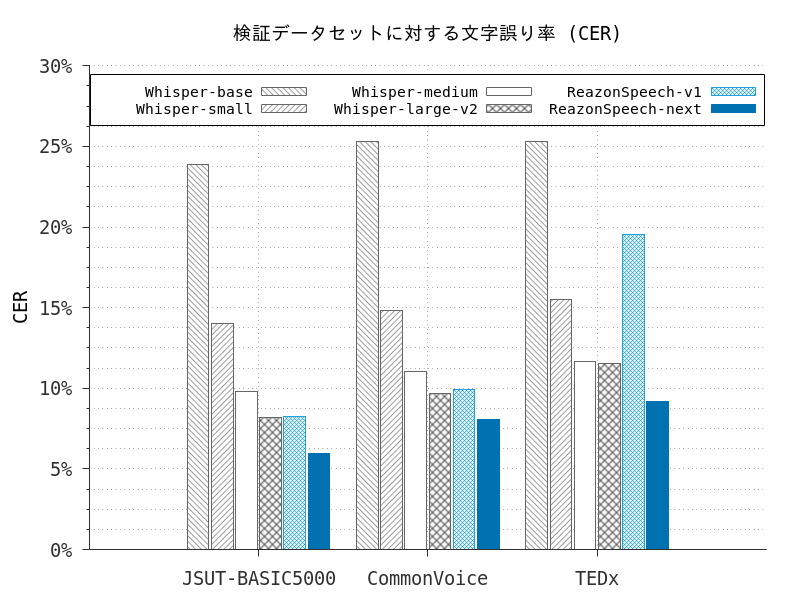 検証データセットに対する文字誤り率 (CER)
30%
25%
20%
15%
10%
5%
0%
CER
Whisper-base
Whisper-small
Whisper-medium
Whisper-large-v2
ReazonSpeech-v1
ReazonSpeech-next
JSUT-BASIC5000
CommonVoice
TEDx